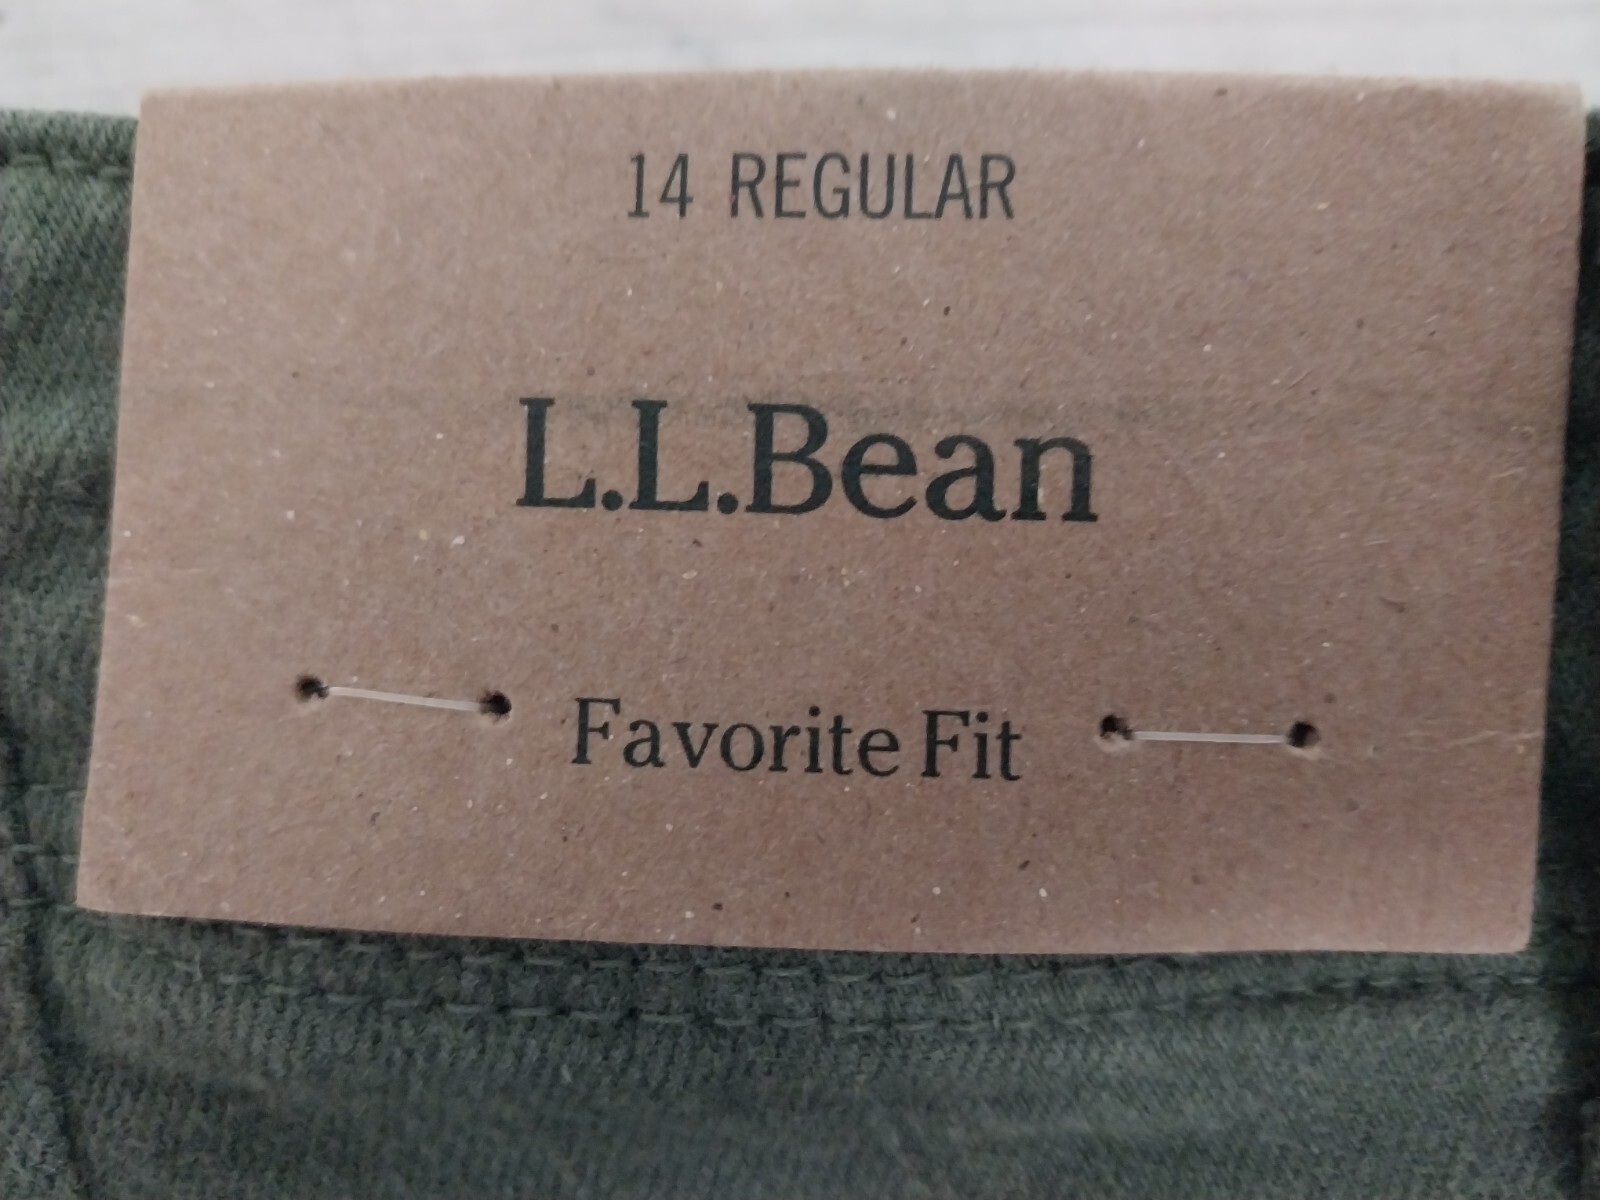 14 REGULAR
L.L.Bean
Favorite Fit